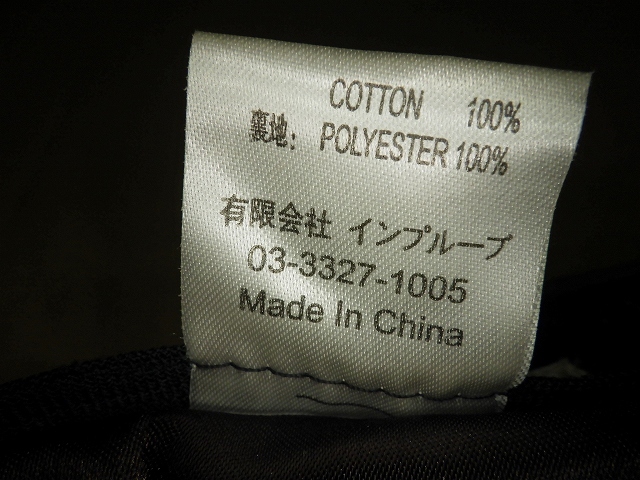 COTTON 100%
裏地: POLYESTER 100%
有限会社 インプルーブ
03-3327-1005
Made In China